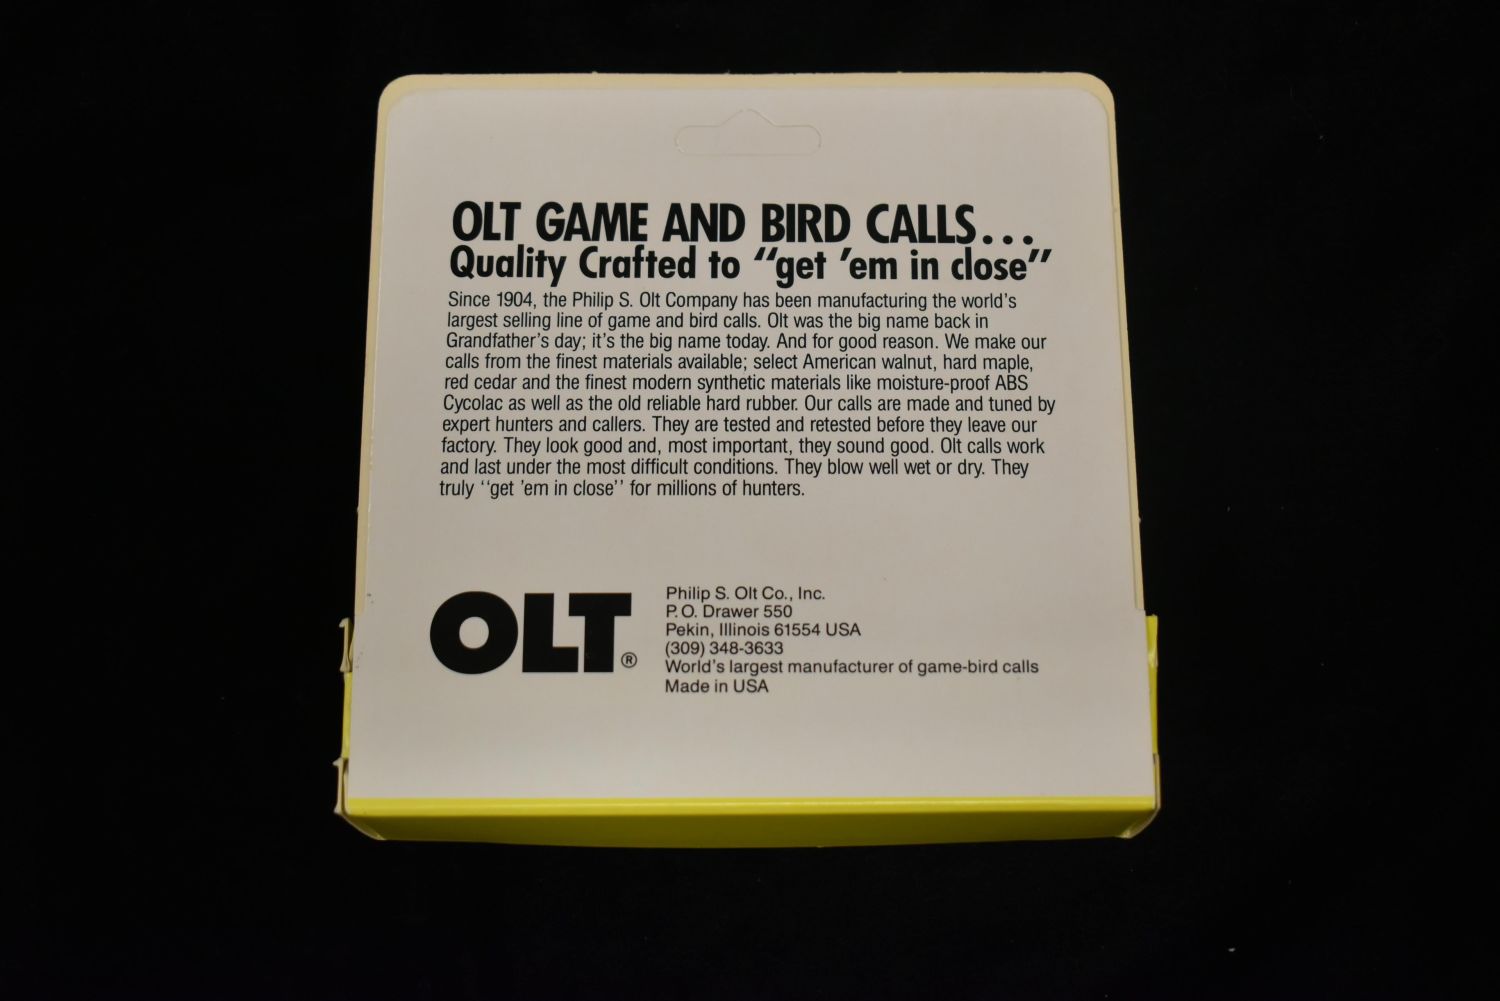 OLT GAME AND BIRD CALLS...
Quality Crafted to “get ’em in close”
Since 1904, the Philip S. Olt Company has been manufacturing the world’s
largest selling line of game and bird calls. Olt was the big name back in
Grandfather’s day; it’s the big name today. And for good reason. We make our
calls from the finest materials available; select American walnut, hard maple,
red cedar and the finest modern synthetic materials like moisture-proof ABS
Cycolac as well as the old reliable hard rubber. Our calls are made and tuned by
expert hunters and callers. They are tested and retested before they leave our
factory. They look good and, most important, they sound good. Olt calls work
and last under the most difficult conditions. They blow well wet or dry. They
truly ‘‘get ’em in close’’ for millions of hunters.
OLT®
Philip S. Olt Co., Inc.
P.O. Drawer 550
Pekin, Illinois 61554 USA
(309) 348-3633
World’s largest manufacturer of game-bird calls
Made in USA